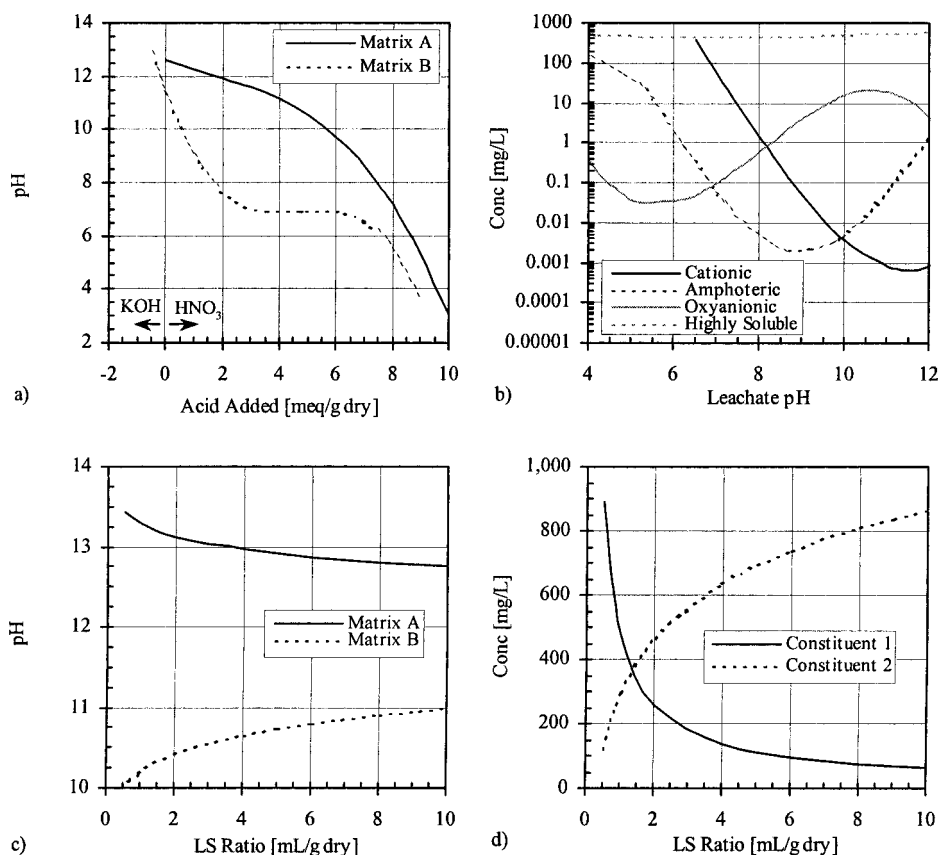 14
12
10
8
6
4
2
pH
Matrix A
Matrix B
KOH HNO3
-2 0 2 4 6 8 10
Acid Added [meq/g dry]
a)
1000
100
10
1
0.1
0.01
0.001
0.0001
0.00001
Conc [mg/L]
Cationic
Amphoteric
Oxyanionic
Highly Soluble
4 6 8 10 12
Leachate pH
b)
14
13
12
11
10
pH
Matrix A
Matrix B
0 2 4 6 8 10
LS Ratio [mL/g dry]
c)
1,000
800
600
400
200
0
Conc [mg/L]
Constituent 1
Constituent 2
0 2 4 6 8 10
LS Ratio [mL/g dry]
d)